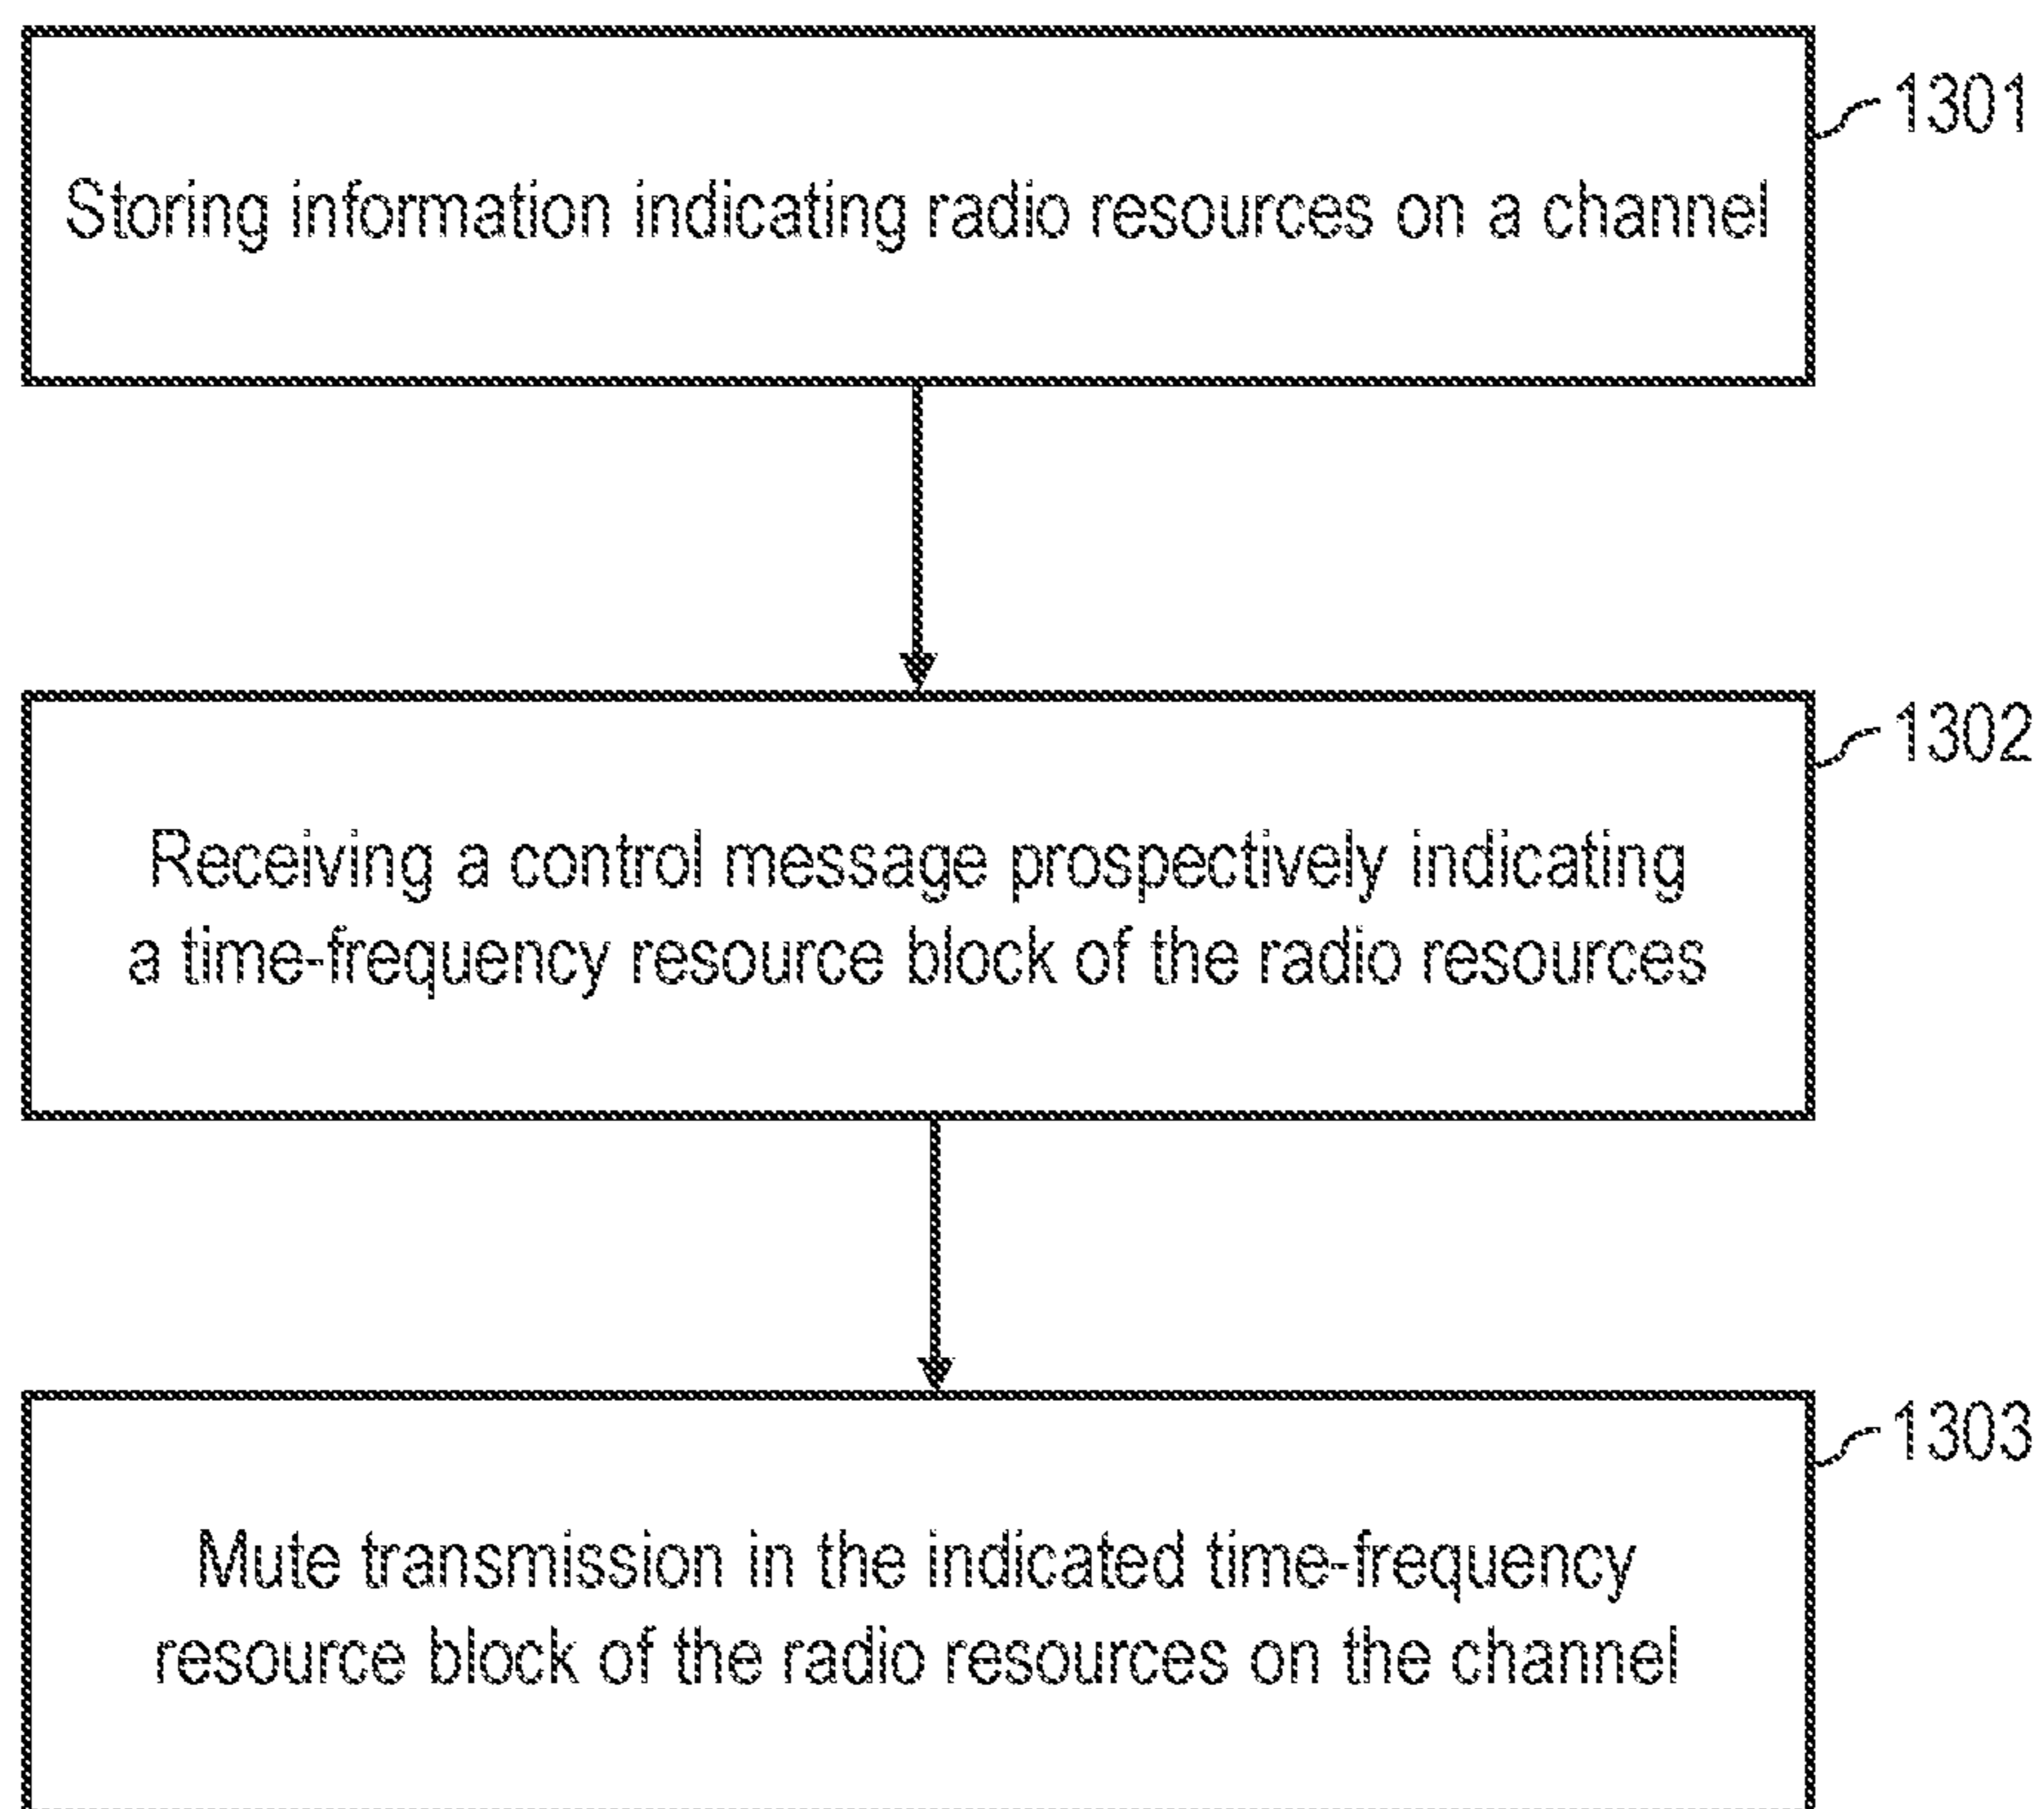 1301
Storing information indicating radio resources on a channel
1302
Receiving a control message prospectively indicating
a time-frequency resource block of the radio resources
1303
Mute transmission in the indicated time-frequency
resource block of the radio resources on the channel